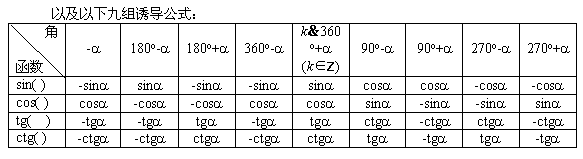 以及以下九组诱导公式：
角
函数 -α 180º-α 180º+α 360º-α k&360
º+α
(k∈Z) 90º-α 90º+α 270º-α 270º+α
sin( ) -sinα sinα -sinα -sinα sinα cosα cosα -cosα -cosα
cos( ) cosα -cosα -cosα cosα cosα sinα -sinα -sinα sinα
tg( ) -tgα -tgα tgα -tgα tgα ctgα -ctgα ctgα -ctgα
ctg( ) -ctgα -ctgα ctgα -ctgα ctgα tgα -tgα tgα -tgα